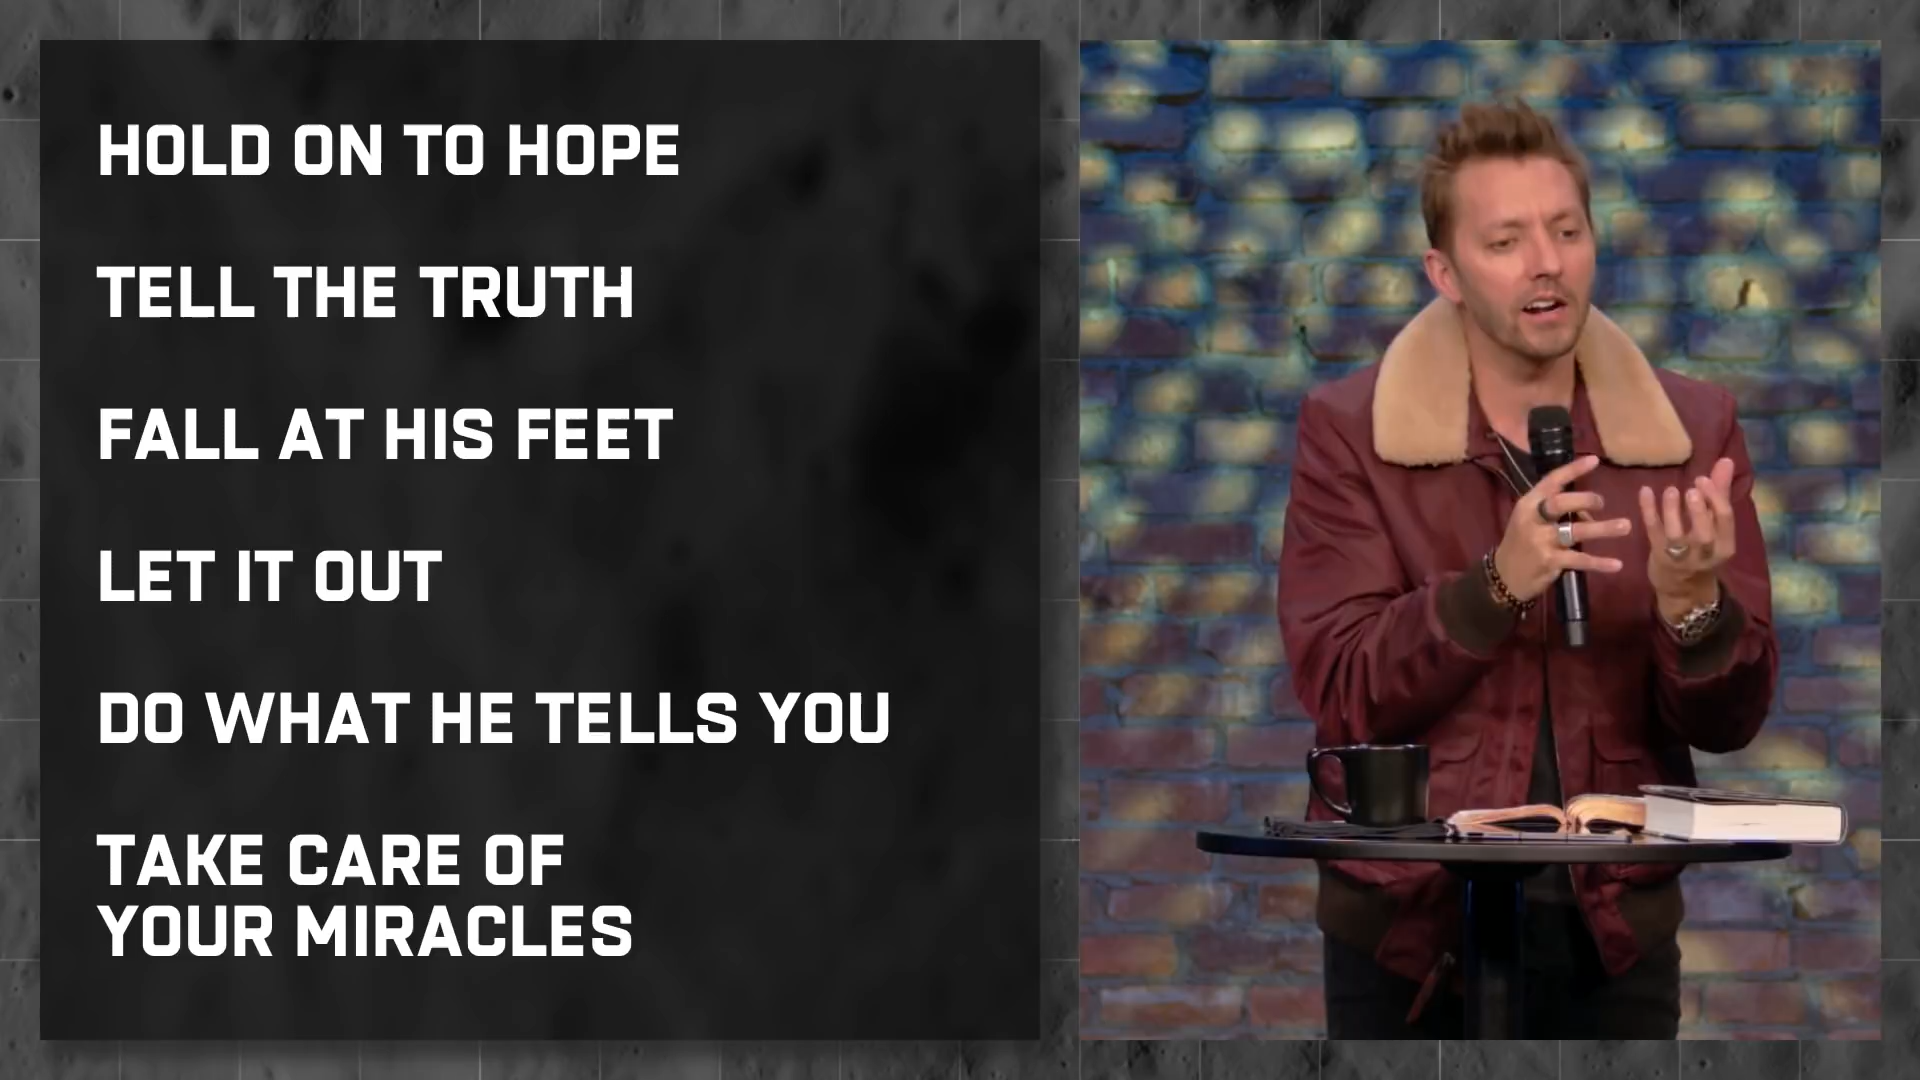 HOLD ON TO HOPE
TELL THE TRUTH
FALL AT HIS FEET
LET IT OUT
DO WHAT HE TELLS YOU
TAKE CARE OF
YOUR MIRACLES